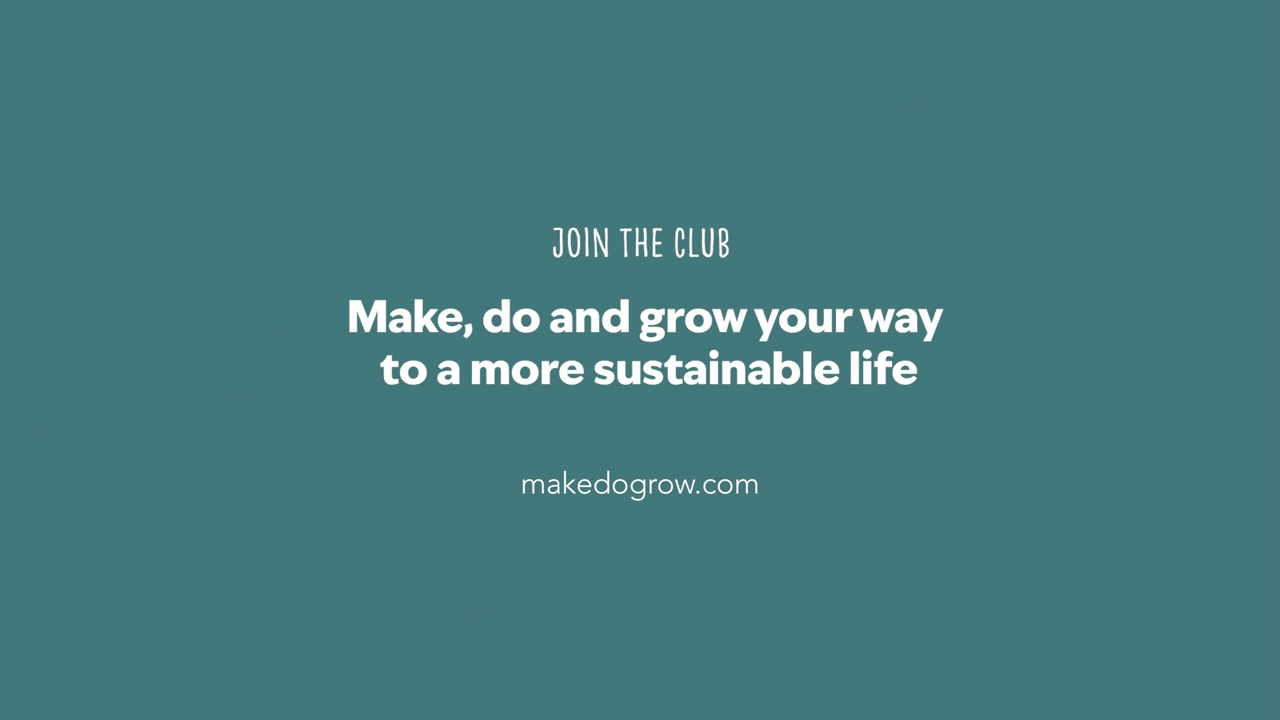 JOIN THE CLUB
Make, do and grow your way
to a more sustainable life
makedogrow.com